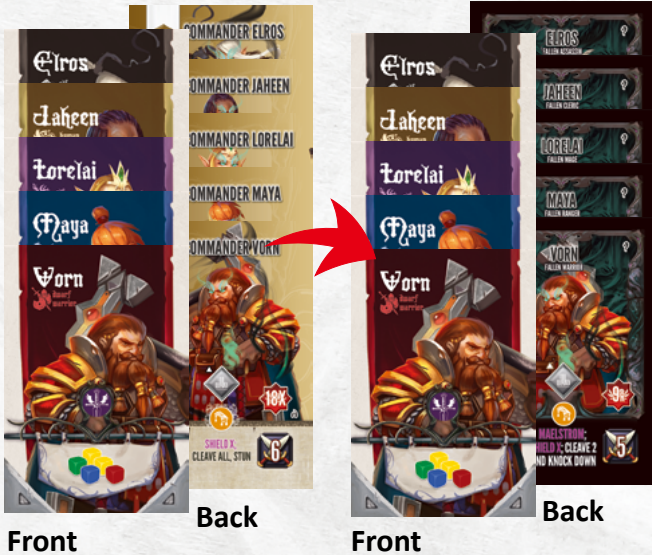 Elros
Jaheen
Lorelai
Maya
Vorn
dwarf
warrior
COMMANDER ELROS
COMMANDER JAHEEN
COMMANDER LORELAI
COMMANDER MAYA
COMMANDER VORN
18X
SHIELD X;
CLEAVE ALL, STUN
6
Front
Back
Elros
Jaheen
Lorelai
Maya
Vorn
dwarf
warrior
ELROS
JAHEEN
FALLEN CLERIC
LORELAI
FALLEN MAGE
MAYA
FALLEN RANGER
VORN
FALLEN WARRIOR
MAELSTROM;
SHIELD X; CLEAVE 2
AND KNOCK DOWN
5
Front
Back